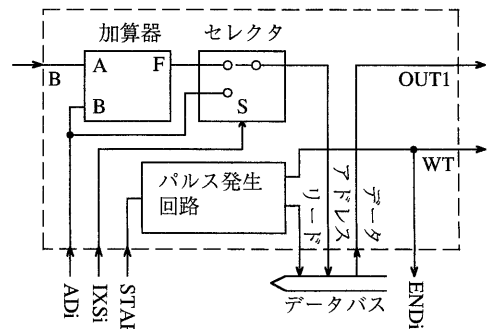 加算器
セレクタ
B
A
F
B
S
OUT1
WT
パルス発生
回路
リード
アドレス
データ
データバス
ADi
IXSi
STAi
ENDi